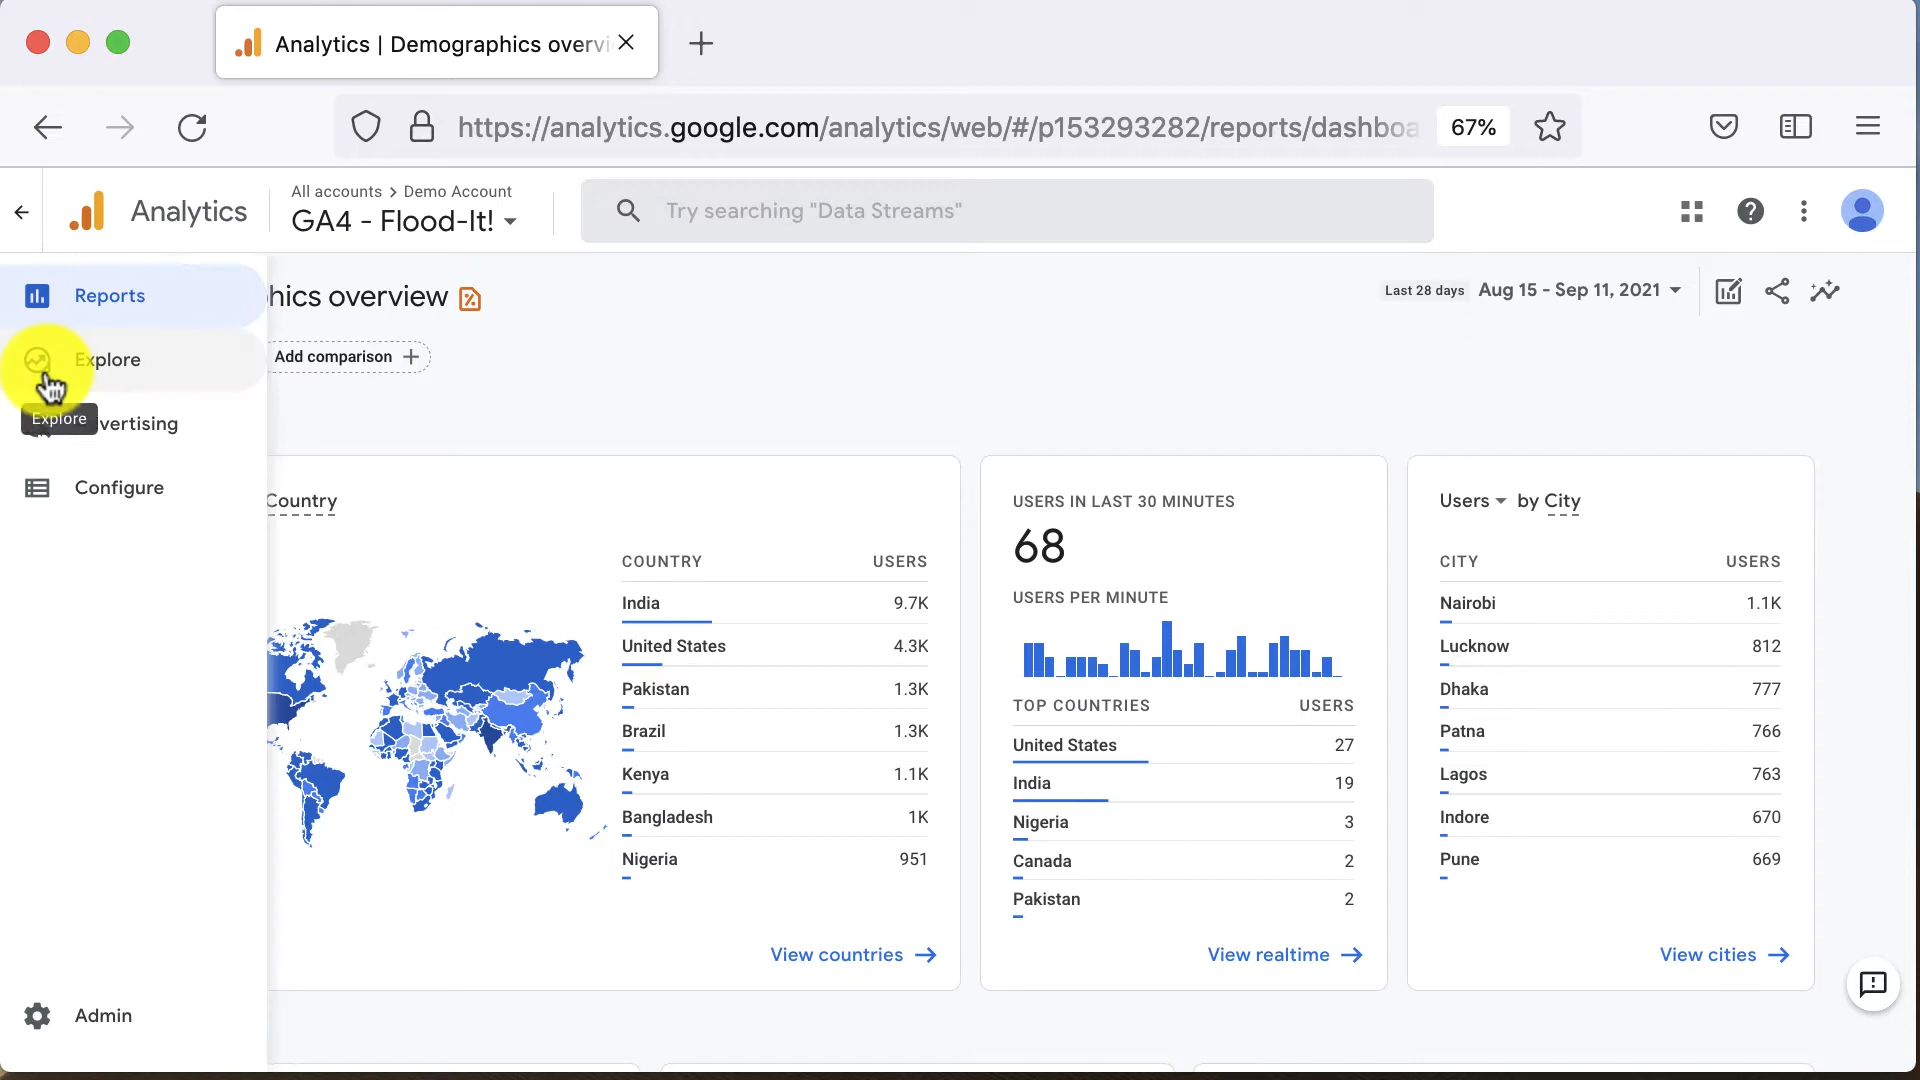 Analytics | Demographics overvi
https://analytics.google.com/analytics/web/#/p153293282/reports/dashboa
67%
Analytics
All accounts > Demo Account
GA4 - Flood-It!
Try searching "Data Streams"
Reports
Explore
Explore
vertising
Configure
Admin
hics overview
Last 28 days Aug 15 - Sep 11, 2021
Add comparison +
Country
COUNTRY USERS
India 9.7K
United States 4.3K
Pakistan 1.3K
Brazil 1.3K
Kenya 1.1K
Bangladesh 1K
Nigeria 951
View countries
USERS IN LAST 30 MINUTES
68
USERS PER MINUTE
TOP COUNTRIES USERS
United States 27
India 19
Nigeria 3
Canada 2
Pakistan 2
View realtime
Users by City
CITY USERS
Nairobi 1.1K
Lucknow 812
Dhaka 777
Patna 766
Lagos 763
Indore 670
Pune 669
View cities